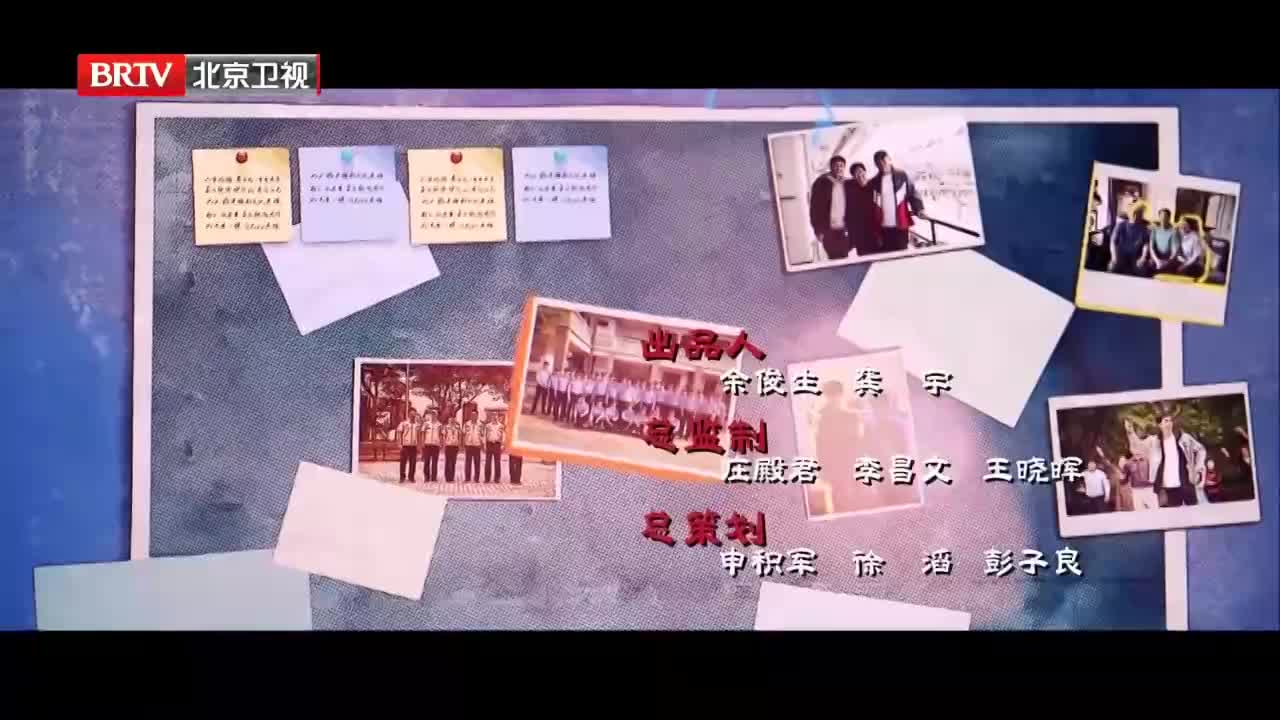 BRTV 北京卫视
出品人
余俊生 龚 宇
总监制
庄殿君 李昌文 王晓晖
总策划
申积军 徐 滔 彭子良